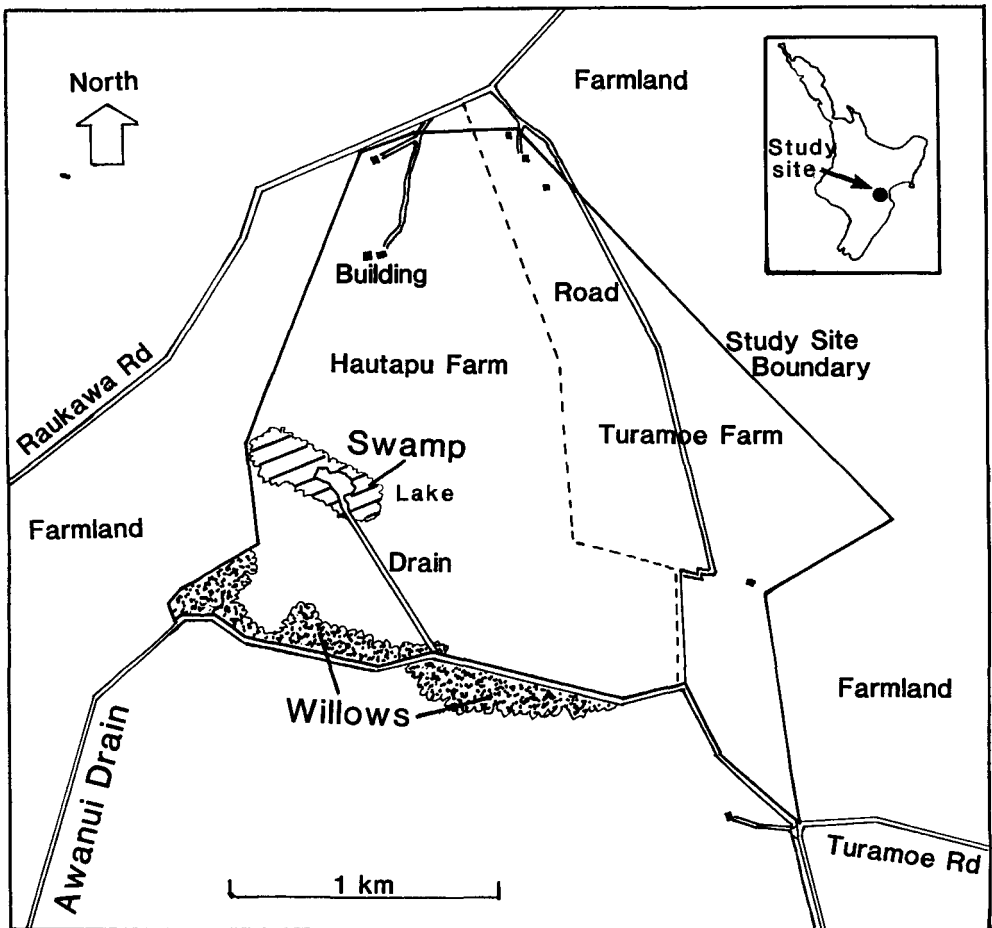 North
Farmland
Study
site
Building
Road
Raukawa Rd
Hautapu Farm
Study Site
Boundary
Turamoe Farm
Swamp
Lake
Farmland
Drain
Willows
Farmland
Awanui Drain
1 km
Turamoe Rd